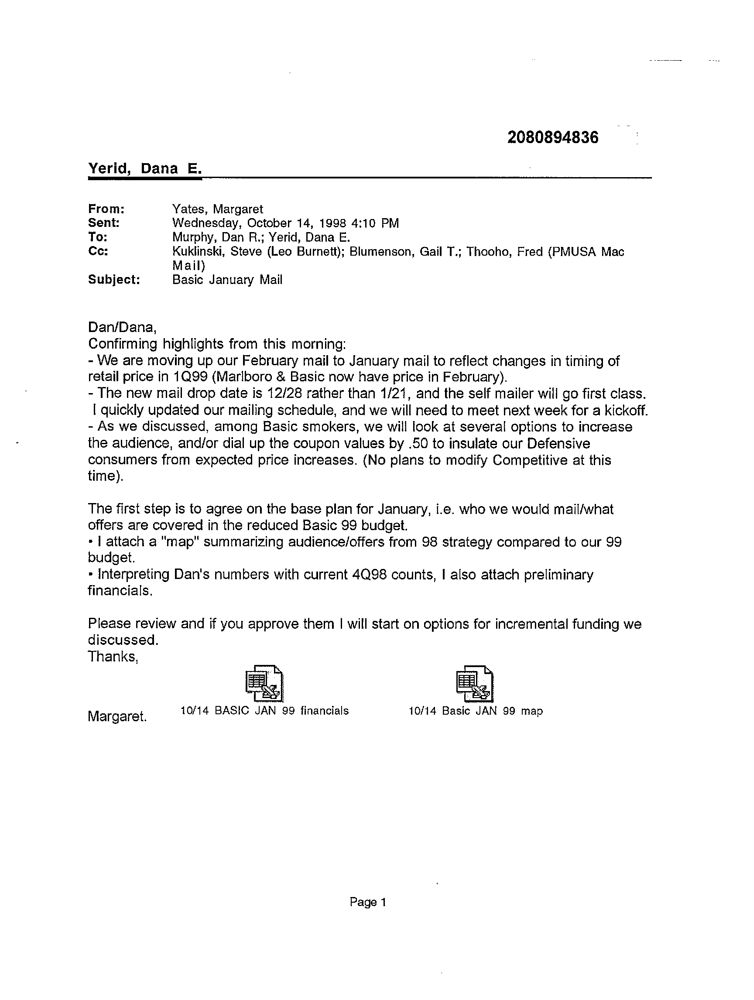 2080894836
Yerid, Dana E.
From: Yates, Margaret
Sent: Wednesday, October 14, 1998 4:10 PM
To: Murphy, Dan R.; Yerid, Dana E.
Cc: Kuklinski, Steve (Leo Burnett); Blumenson, Gail T.; Thooho, Fred (PMUSA Mac
Mail)
Subject: Basic January Mail
Dan/Dana,
Confirming highlights from this morning:
- We are moving up our February mail to January mail to reflect changes in timing of
retail price in 1Q99 (Marlboro & Basic now have price in February).
- The new mail drop date is 12/28 rather than 1/21, and the self mailer will go first class.
I quickly updated our mailing schedule, and we will need to meet next week for a kickoff.
- As we discussed, among Basic smokers, we will look at several options to increase
the audience, and/or dial up the coupon values by .50 to insulate our Defensive
consumers from expected price increases. (No plans to modify Competitive at this
time).
The first step is to agree on the base plan for January, i.e. who we would mail/what
offers are covered in the reduced Basic 99 budget.
• I attach a "map" summarizing audience/offers from 98 strategy compared to our 99
budget.
• Interpreting Dan's numbers with current 4Q98 counts, I also attach preliminary
financials.
Please review and if you approve them I will start on options for incremental funding we
discussed.
Thanks,
Margaret.
10/14 BASIC JAN 99 financials
10/14 Basic JAN 99 map
Page 1